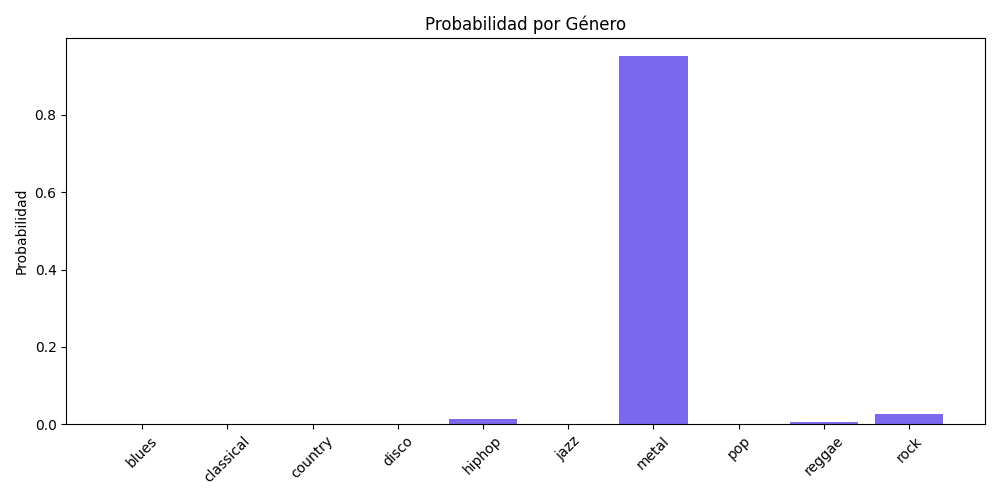 Probabilidad por Género
Probabilidad
0.8
0.6
0.4
0.2
0.0
blues
classical
country
disco
hiphop
jazz
metal
pop
reggae
rock